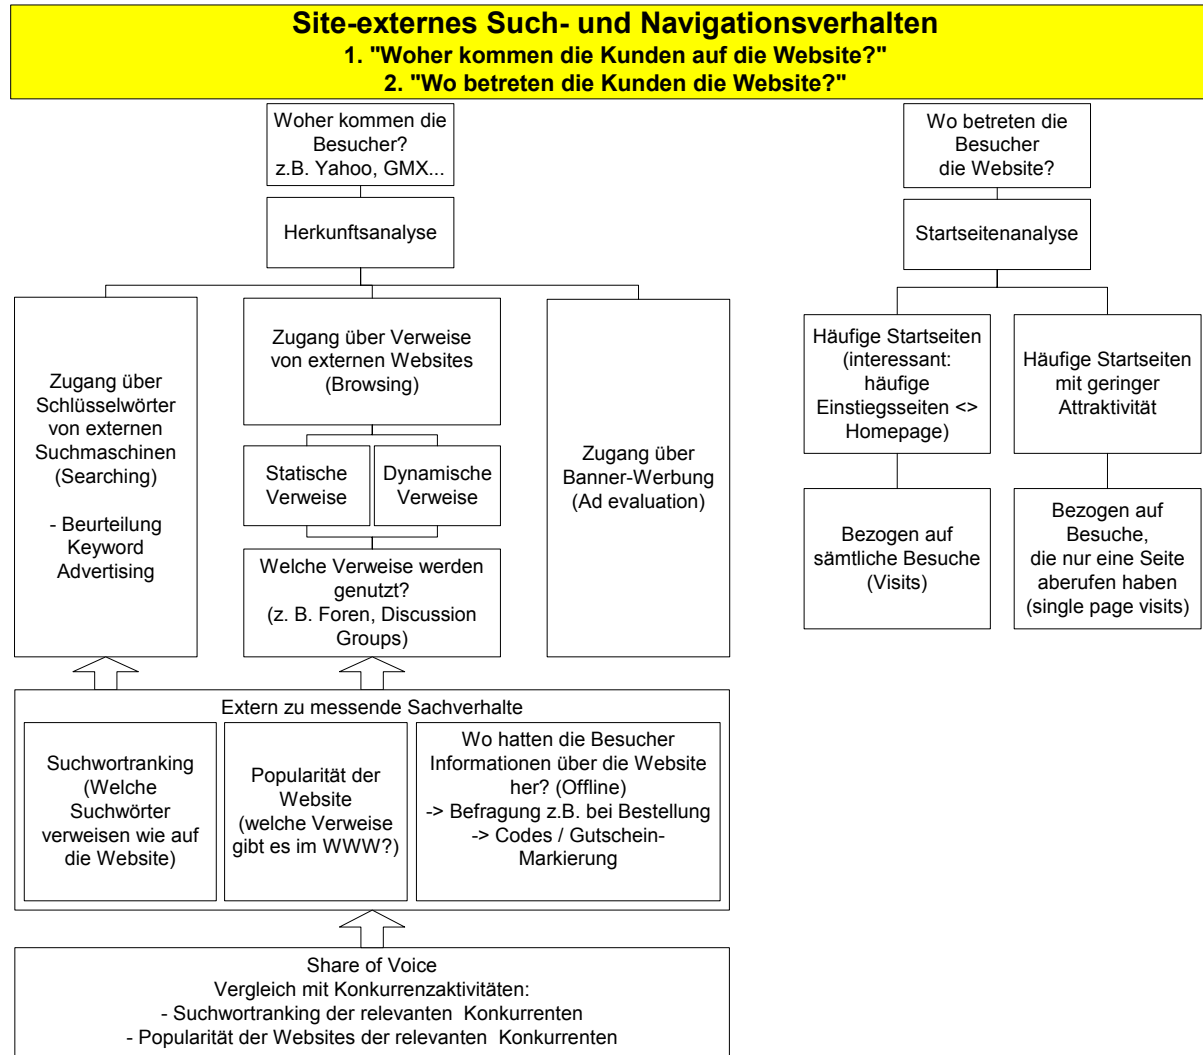 Site-externes Such- und Navigationsverhalten
1. "Woher kommen die Kunden auf die Website?"
2. "Wo betreten die Kunden die Website?"
Woher kommen die
Besucher?
z.B. Yahoo, GMX...
Herkunftsanalyse
Zugang über
Schlüsselwörter
von externen
Suchmaschinen
(Searching)
- Beurteilung
Keyword
Advertising
Zugang über Verweise
von externen Websites
(Browsing)
Statische
Verweise
Dynamische
Verweise
Welche Verweise werden
genutzt?
(z. B. Foren, Discussion
Groups)
Zugang über
Banner-Werbung
(Ad evaluation)
Wo betreten die
Besucher
die Website?
Startseitenanalyse
Häufige Startseiten
(interessant:
häufige
Einstiegsseiten <>
Homepage)
Bezogen auf
sämtliche Besuche
(Visits)
Häufige Startseiten
mit geringer
Attraktivität
Bezogen auf
Besuche,
die nur eine Seite
aberufen haben
(single page visits)
Extern zu messende Sachverhalte
Suchwortranking
(Welche
Suchwörter
verweisen wie auf
die Website)
Popularität der
Website
(welche Verweise
gibt es im WWW?)
Wo hatten die Besucher
Informationen über die Website
her? (Offline)
-> Befragung z.B. bei Bestellung
-> Codes / Gutschein-
Markierung
Share of Voice
Vergleich mit Konkurrenzaktivitäten:
- Suchwortranking der relevanten Konkurrenten
- Popularität der Websites der relevanten Konkurrenten